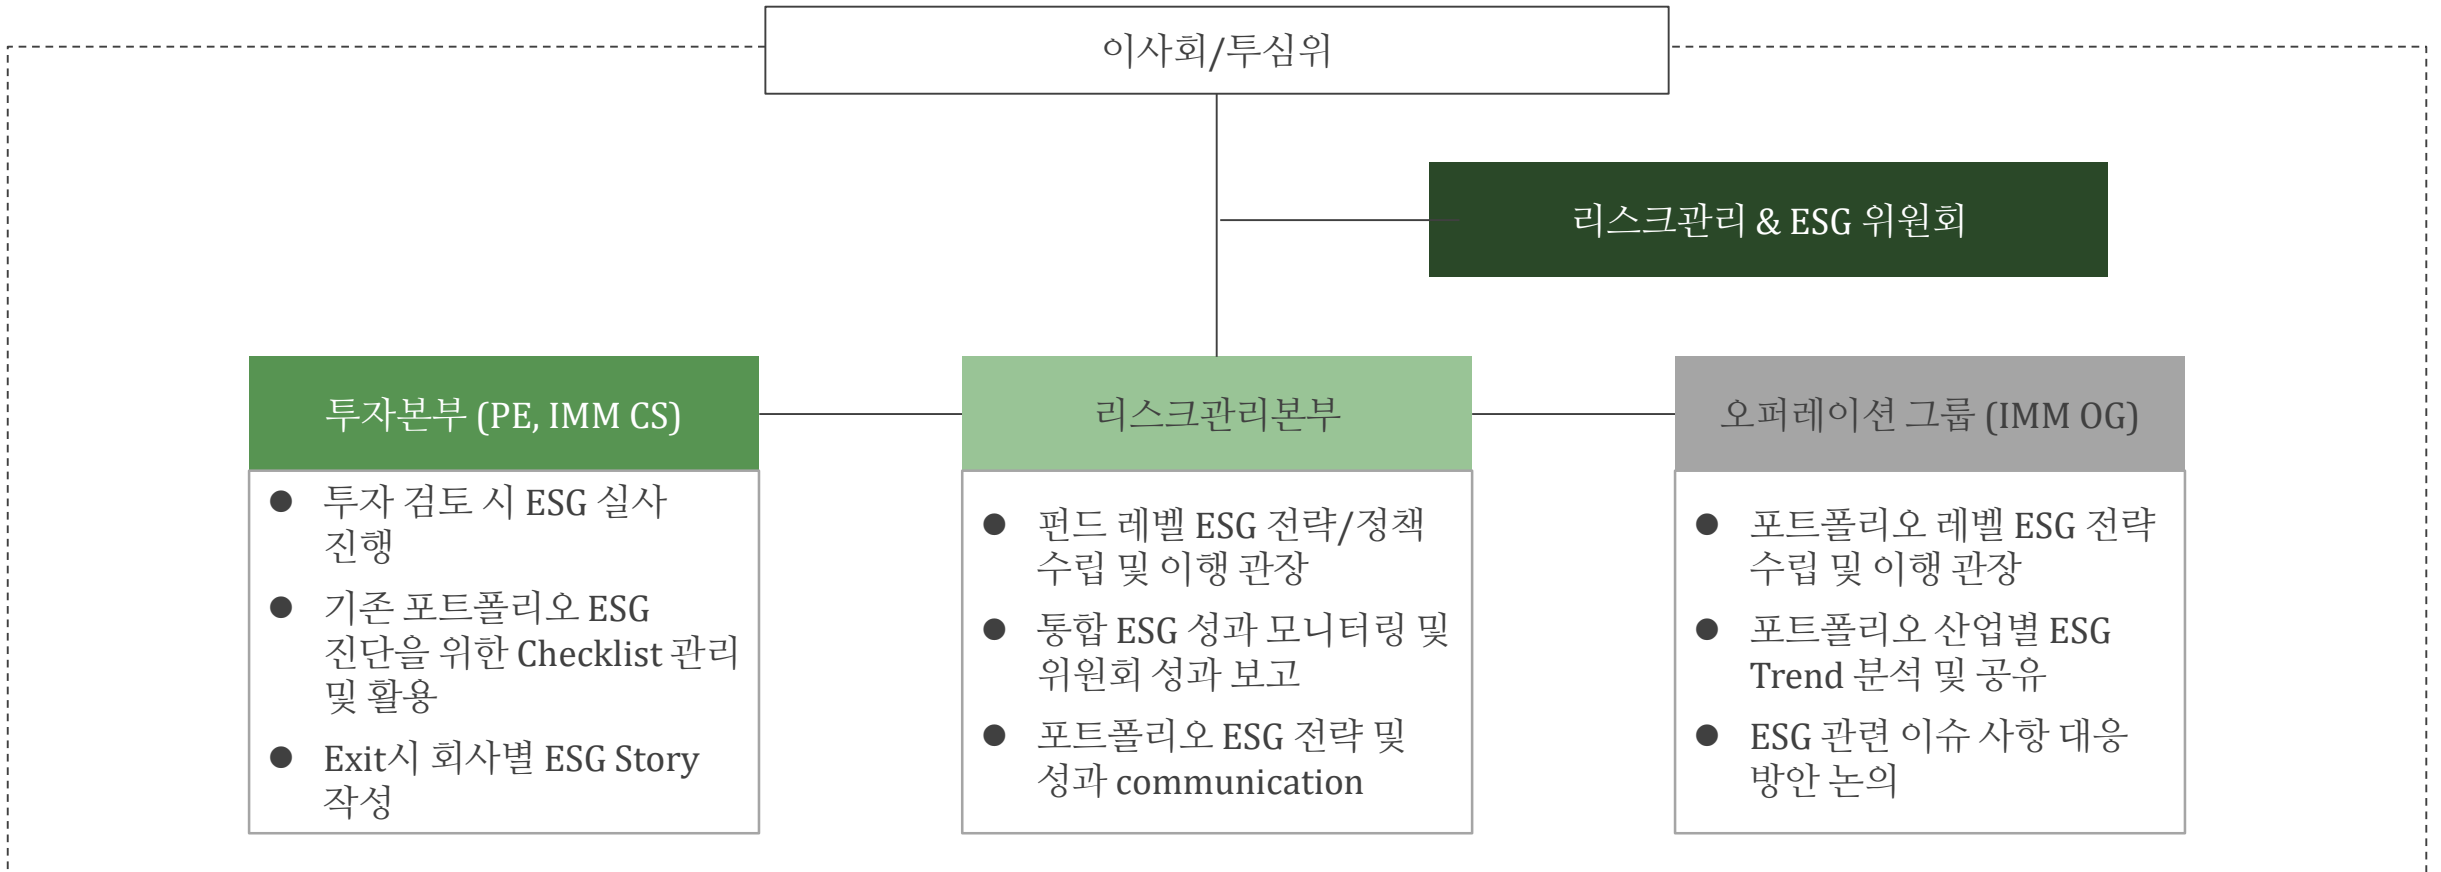 이사회/투심위
리스크관리 & ESG 위원회
투자본부 (PE, IMM CS)
● 투자 검토 시 ESG 실사
진행
● 기존 포트폴리오 ESG
진단을 위한 Checklist 관리
및 활용
● Exit시 회사별 ESG Story
작성
리스크관리본부
● 펀드 레벨 ESG 전략/정책
수립 및 이행 관장
● 통합 ESG 성과 모니터링 및
위원회 성과 보고
● 포트폴리오 ESG 전략 및
성과 communication
오퍼레이션 그룹 (IMM OG)
● 포트폴리오 레벨 ESG 전략
수립 및 이행 관장
● 포트폴리오 산업별 ESG
Trend 분석 및 공유
● ESG 관련 이슈 사항 대응
방안 논의